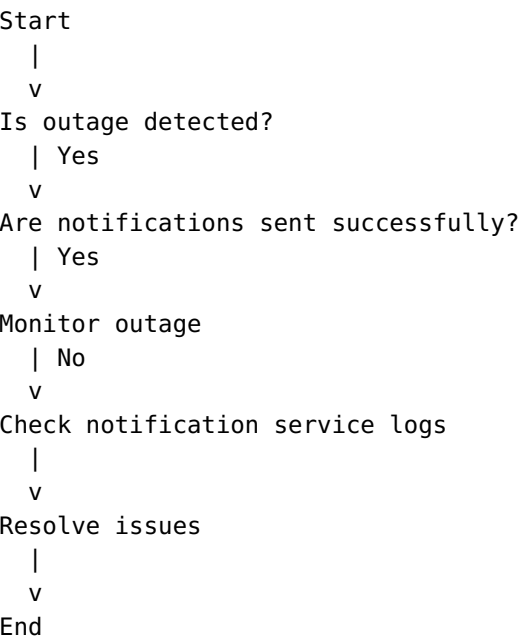 Start
  |
  v
Is outage detected?
  | Yes
  v
Are notifications sent successfully?
  | Yes
  v
Monitor outage
  | No
  v
Check notification service logs
  |
  v
Resolve issues
  |
  v
End